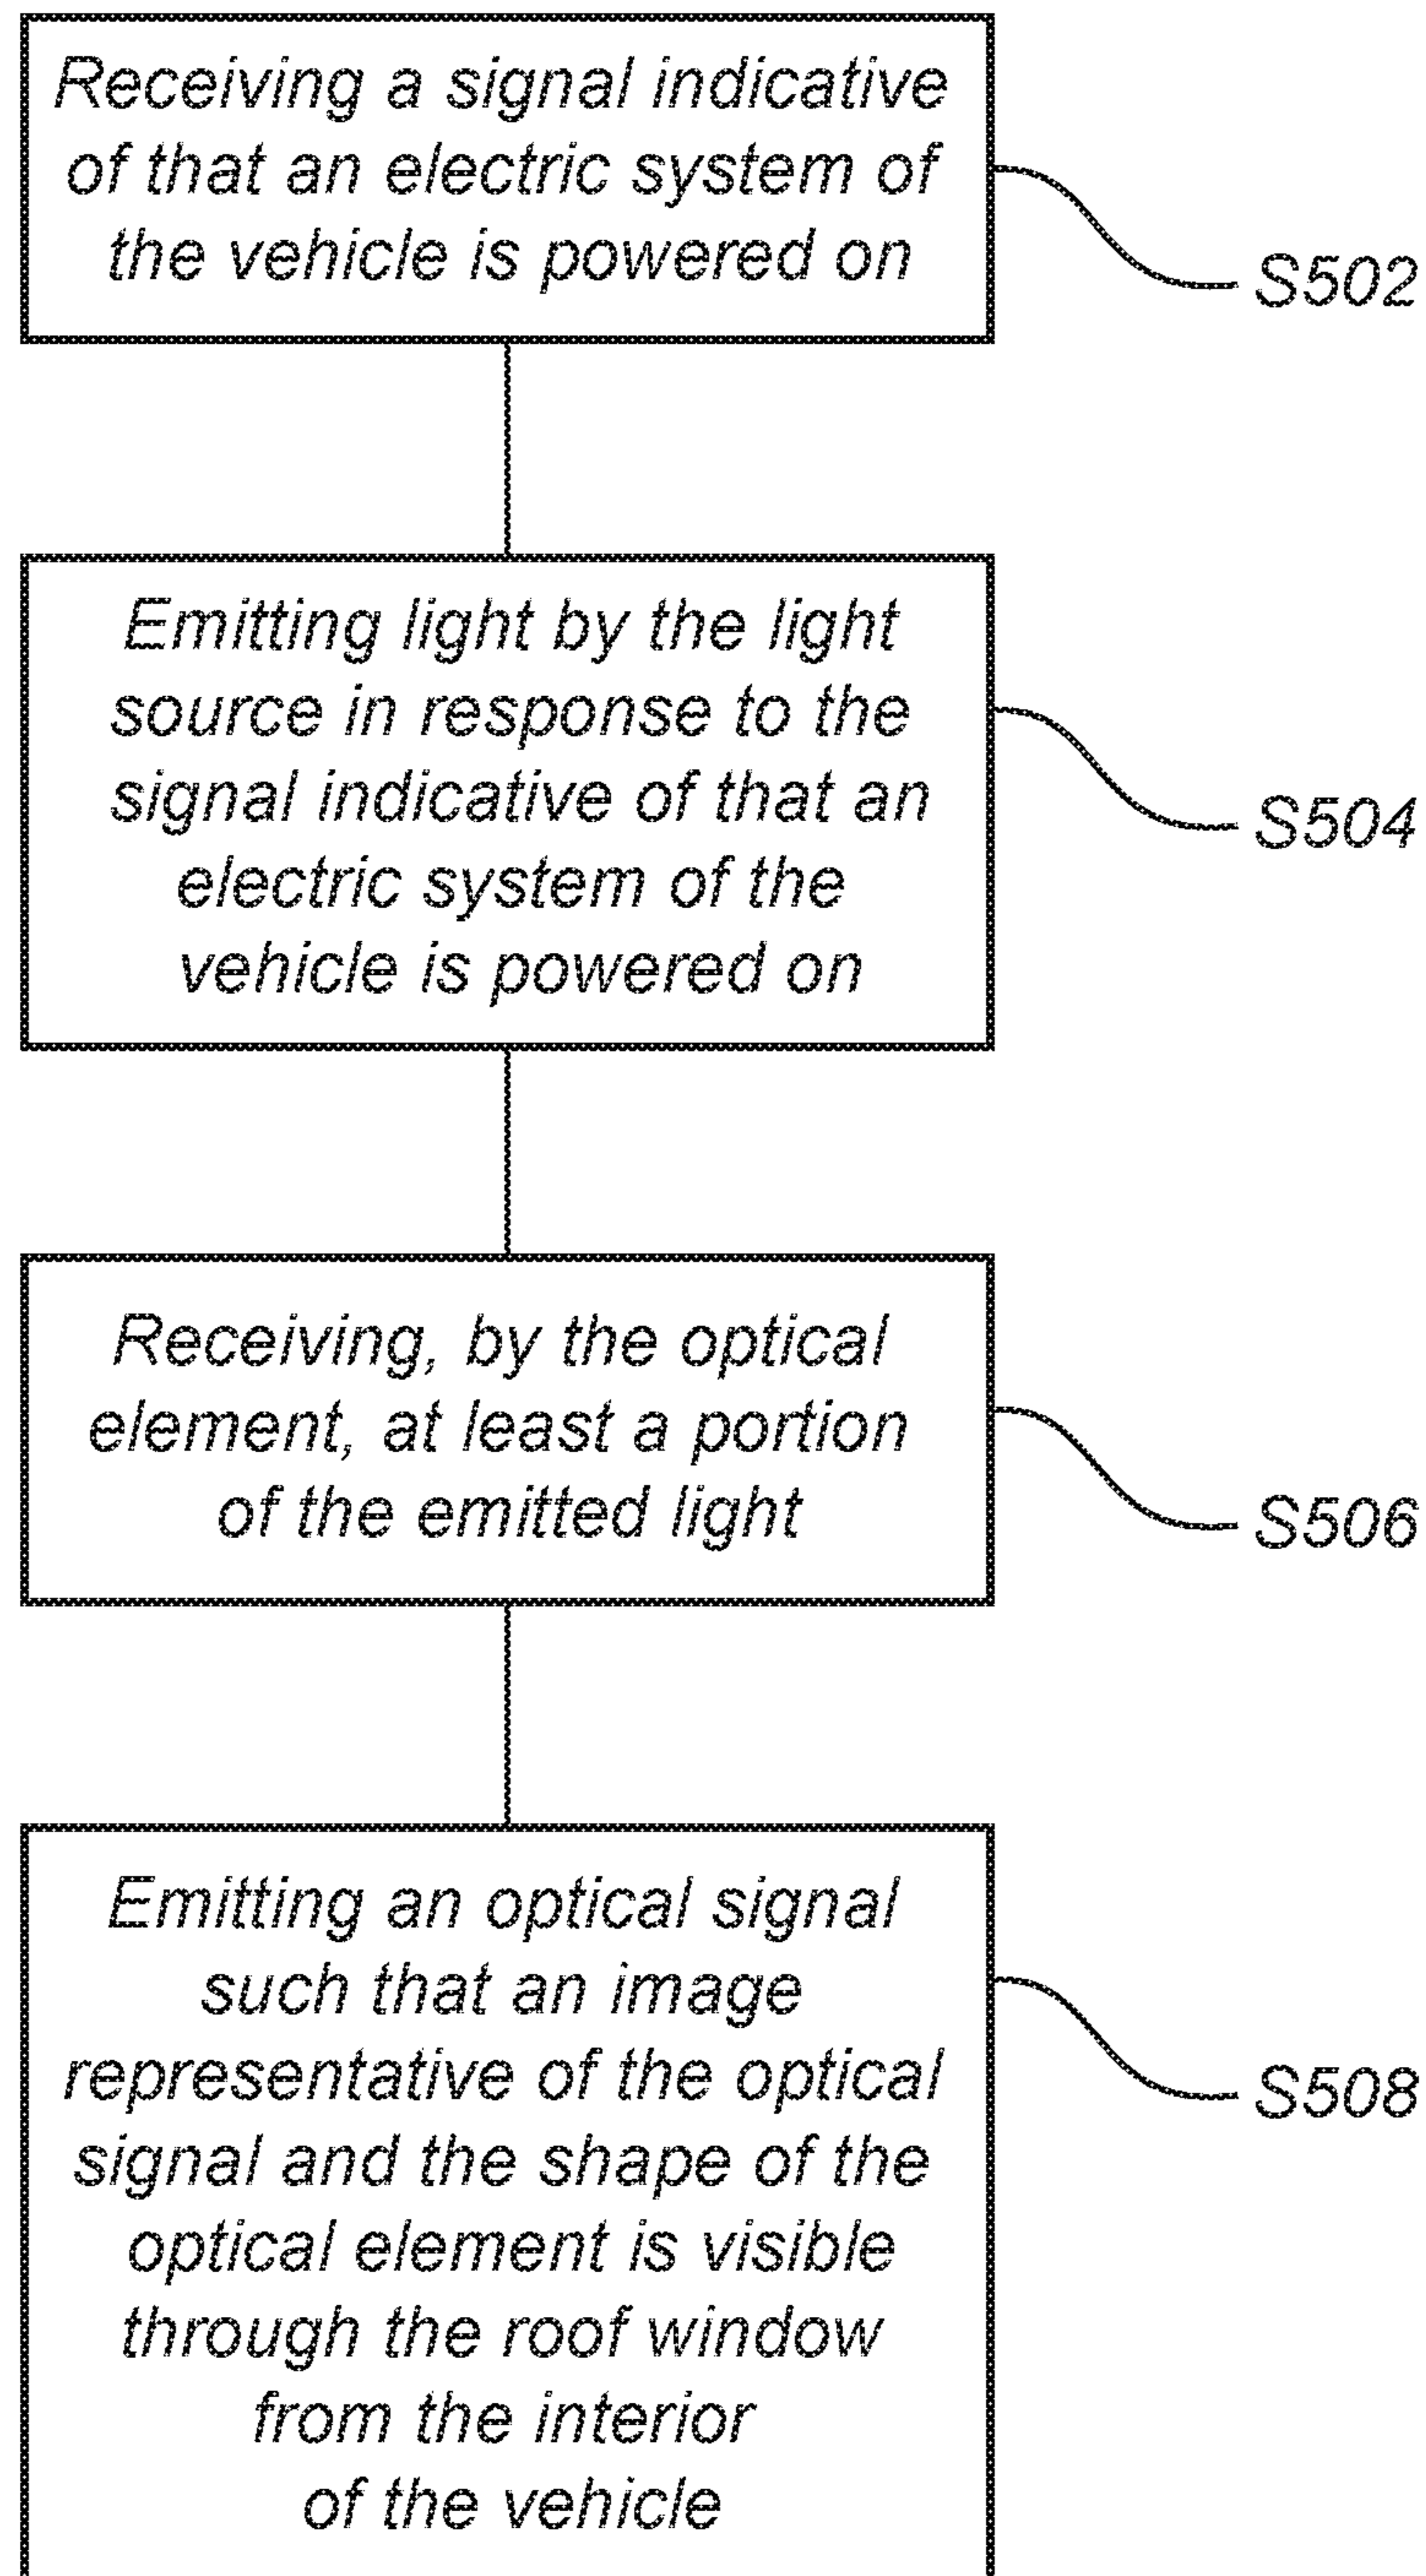 Receiving a signal indicative
of that an electric system of
the vehicle is powered on
S502
Emitting light by the light
source in response to the
signal indicative of that an
electric system of the
vehicle is powered on
S504
Receiving, by the optical
element, at least a portion
of the emitted light
S506
Emitting an optical signal
such that an image
representative of the optical
signal and the shape of the
optical element is visible
through the roof window
from the interior
of the vehicle
S508